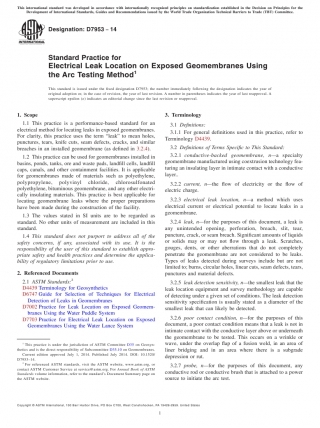 This international standard was developed in accordance with internationally recognized principles on standardization established in the Decision on Principles for the
Development of International Standards, Guides and Recommendations issued by the World Trade Organization Technical Barriers to Trade (TBT) Committee.
Designation: D7953 − 14
Standard Practice for
Electrical Leak Location on Exposed Geomembranes Using
the Arc Testing Method1
This standard is issued under the fixed designation D7953; the number immediately following the designation indicates the year of
original adoption or, in the case of revision, the year of last revision. A number in parentheses indicates the year of last reapproval. A
superscript epsilon (ε) indicates an editorial change since the last revision or reapproval.
1. Scope
1.1 This practice is a performance-based standard for an
electrical method for locating leaks in exposed geomembranes.
For clarity, this practice uses the term “leak” to mean holes,
punctures, tears, knife cuts, seam defects, cracks, and similar
breaches in an installed geomembrane (as defined in 3.2.4).
1.2 This practice can be used for geomembranes installed in
basins, ponds, tanks, ore and waste pads, landfill cells, landfill
caps, canals, and other containment facilities. It is applicable
for geomembranes made of materials such as polyethylene,
polypropylene, polyvinyl chloride, chlorosulfonated
polyethylene, bituminous geomembrane, and any other electri-
cally insulating materials. This practice is best applicable for
locating geomembrane leaks where the proper preparations
have been made during the construction of the facility.
1.3 The values stated in SI units are to be regarded as
standard. No other units of measurement are included in this
standard.
1.4 This standard does not purport to address all of the
safety concerns, if any, associated with its use. It is the
responsibility of the user of this standard to establish appro-
priate safety and health practices and determine the applica-
bility of regulatory limitations prior to use.
2. Referenced Documents
2.1 ASTM Standards:2
D4439 Terminology for Geosynthetics
D6747 Guide for Selection of Techniques for Electrical
Detection of Leaks in Geomembranes
D7002 Practice for Leak Location on Exposed Geomem-
branes Using the Water Puddle System
D7703 Practice for Electrical Leak Location on Exposed
Geomembranes Using the Water Lance System
1 This practice is under the jurisdiction of ASTM Committee D35 on Geosyn-
thetics and is the direct responsibility of Subcommittee D35.10 on Geomembranes.
Current edition approved July 1, 2014. Published July 2014. DOI: 10.1520/
D7953–14.
2 For referenced ASTM standards, visit the ASTM website, www.astm.org, or
contact ASTM Customer Service at service@astm.org. For Annual Book of ASTM
Standards volume information, refer to the standard's Document Summary page on
the ASTM website.
3. Terminology
3.1 Definitions:
3.1.1 For general definitions used in this practice, refer to
Terminology D4439.
3.2 Definitions of Terms Specific to This Standard:
3.2.1 conductive-backed geomembrane, n—a specialty
geomembrane manufactured using coextrusion technology fea-
turing an insulating layer in intimate contact with a conductive
layer.
3.2.2 current, n—the flow of electricity or the flow of
electric charge.
3.2.3 electrical leak location, n—a method which uses
electrical current or electrical potential to locate leaks in a
geomembrane.
3.2.4 leak, n—for the purposes of this document, a leak is
any unintended opening, perforation, breach, slit, tear,
puncture, crack, or seam breach. Significant amounts of liquids
or solids may or may not flow through a leak. Scratches,
gouges, dents, or other aberrations that do not completely
penetrate the geomembrane are not considered to be leaks.
Types of leaks detected during surveys include but are not
limited to: burns, circular holes, linear cuts, seam defects, tears,
punctures and material defects.
3.2.5 leak detection sensitivity, n—the smallest leak that the
leak location equipment and survey methodology are capable
of detecting under a given set of conditions. The leak detection
sensitivity specification is usually stated as a diameter of the
smallest leak that can likely be detected.
3.2.6 poor contact condition, n—for the purposes of this
document, a poor contact condition means that a leak is not in
intimate contact with the conductive layer above or underneath
the geomembrane to be tested. This occurs on a wrinkle or
wave, under the overlap flap of a fusion weld, in an area of
liner bridging and in an area where there is a subgrade
depression or rut.
3.2.7 probe, n—for the purposes of this document, any
conductive rod or conductive brush that is attached to a power
source to initiate the arc test.
Copyright © ASTM International, 100 Barr Harbor Drive, PO Box C700, West Conshohocken, PA 19428-2959. United States
1